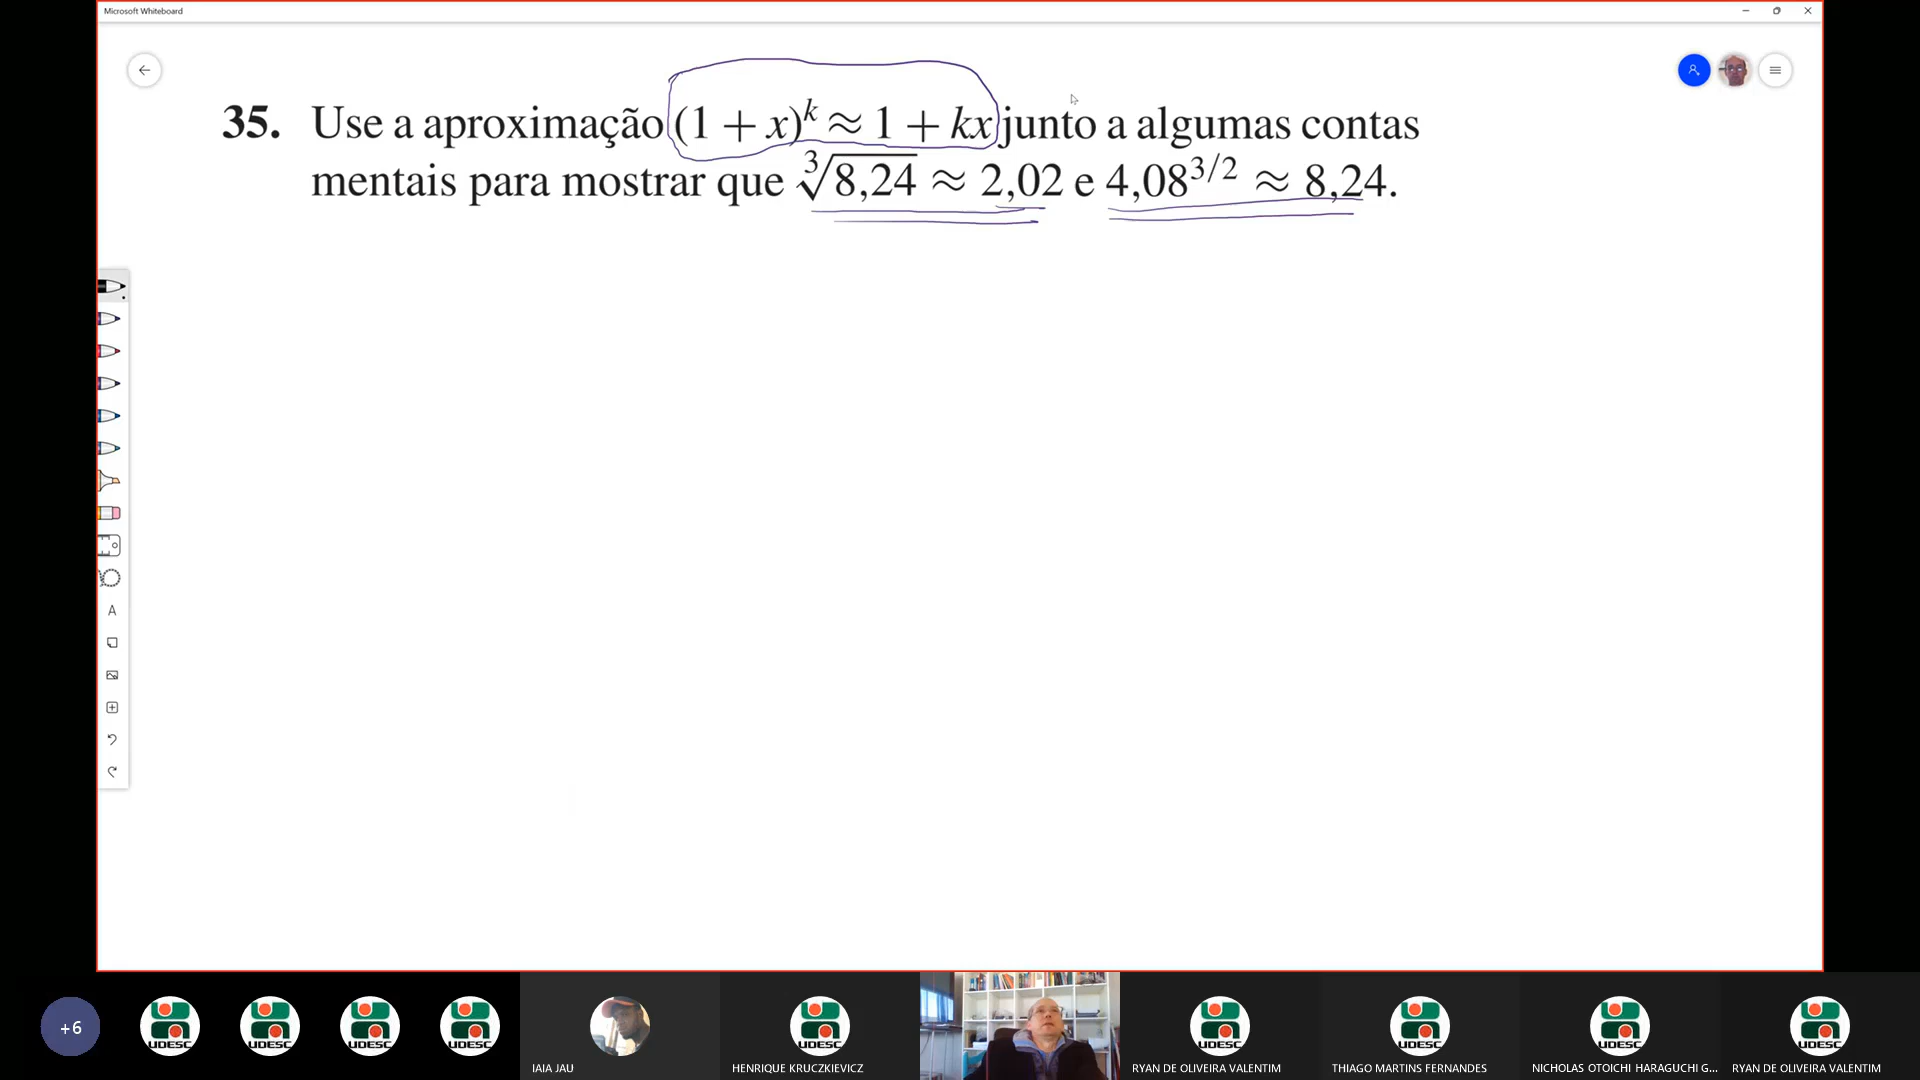 Microsoft Whiteboard
35. Use a aproximação (1 + x)^k ≈ 1 + kx junto a algumas contas
mentais para mostrar que ∛8,24 ≈ 2,02 e 4,08^{3/2} ≈ 8,24.
A
+6
UDESC
UDESC
UDESC
UDESC
IAIA JAU
UDESC
HENRIQUE KRUCZKIEVICZ
UDESC
RYAN DE OLIVEIRA VALENTIM
UDESC
THIAGO MARTINS FERNANDES
UDESC
NICHOLAS OTOICHI HARAGUCHI G...
UDESC
RYAN DE OLIVEIRA VALENTIM